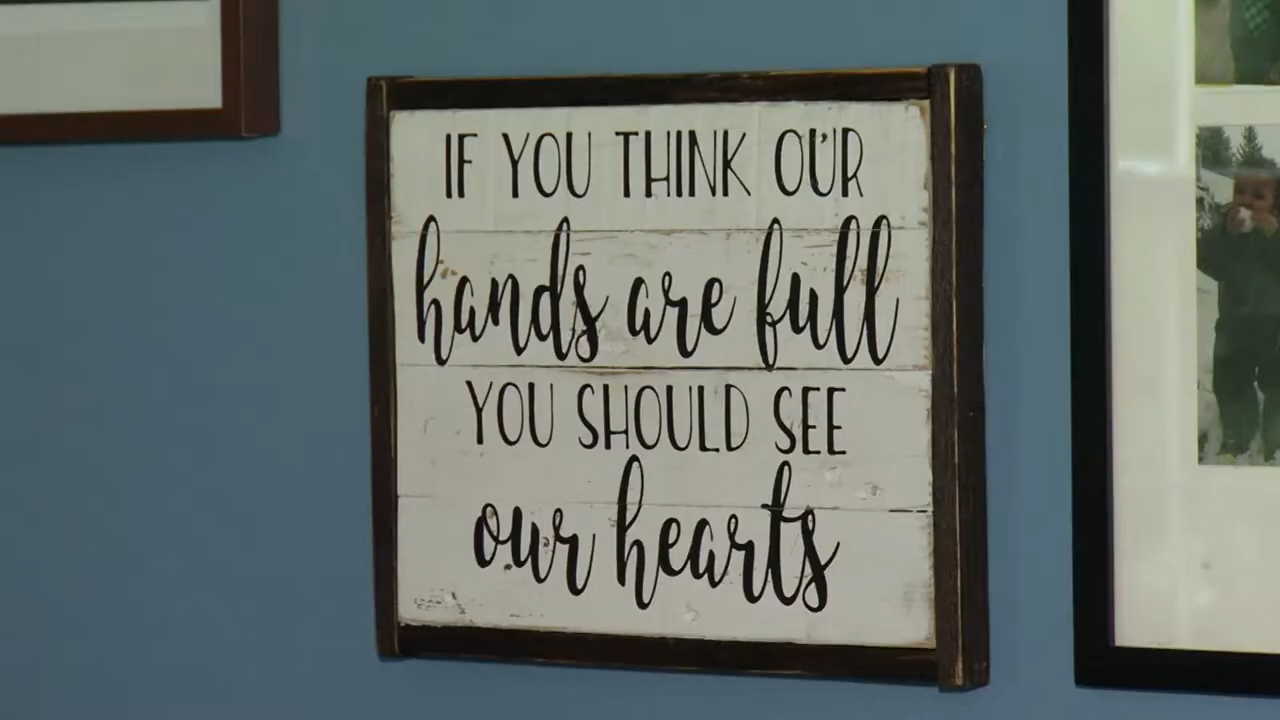 IF YOU THINK OUR
hands are full
YOU SHOULD SEE
our hearts